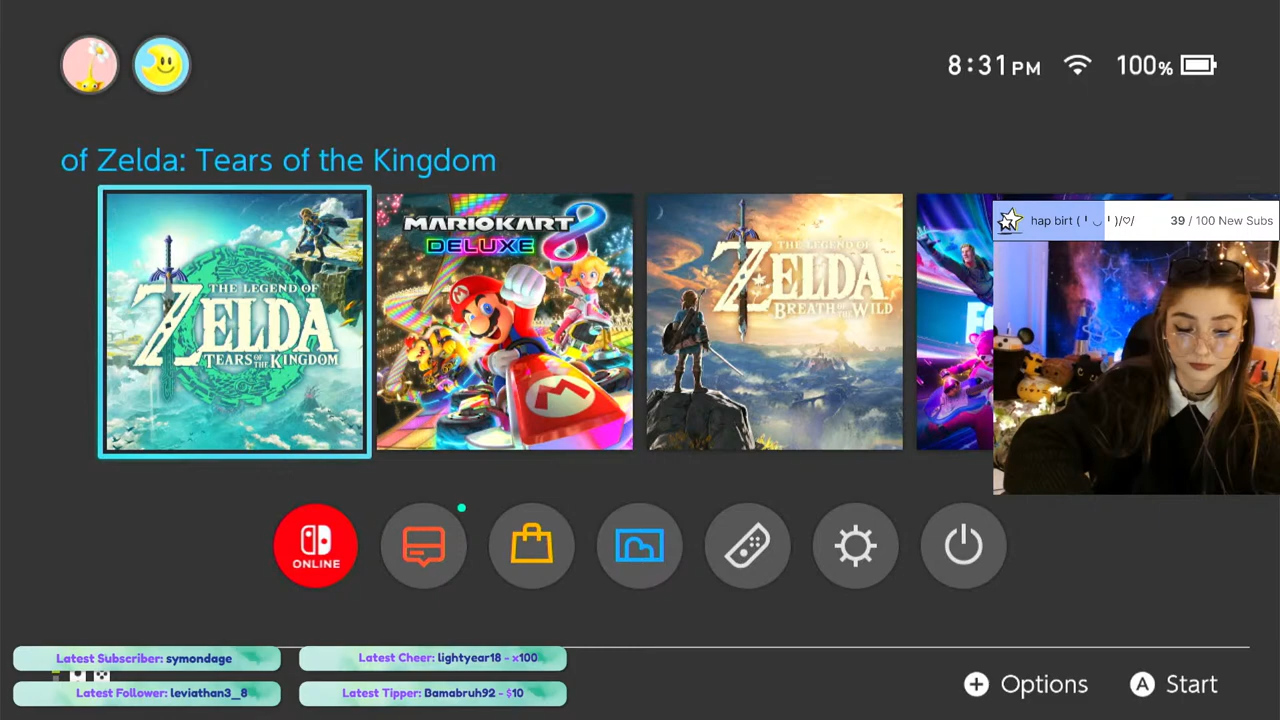 8:31 PM 100%
of Zelda: Tears of the Kingdom
THE LEGEND OF
ZELDA
TEARS OF THE KINGDOM
MARIOKART 8
DELUXE
THE LEGEND OF
ZELDA
BREATH OF THE WILD
hap birt ( ╹◡╹)/♡/ 39 / 100 New Subs
ONLINE
Latest Subscriber: symondage
Latest Cheer: lightyear18 - x100
Latest Follower: leviathan3_8
Latest Tipper: Bamabruh92 - $10
+ Options
A Start